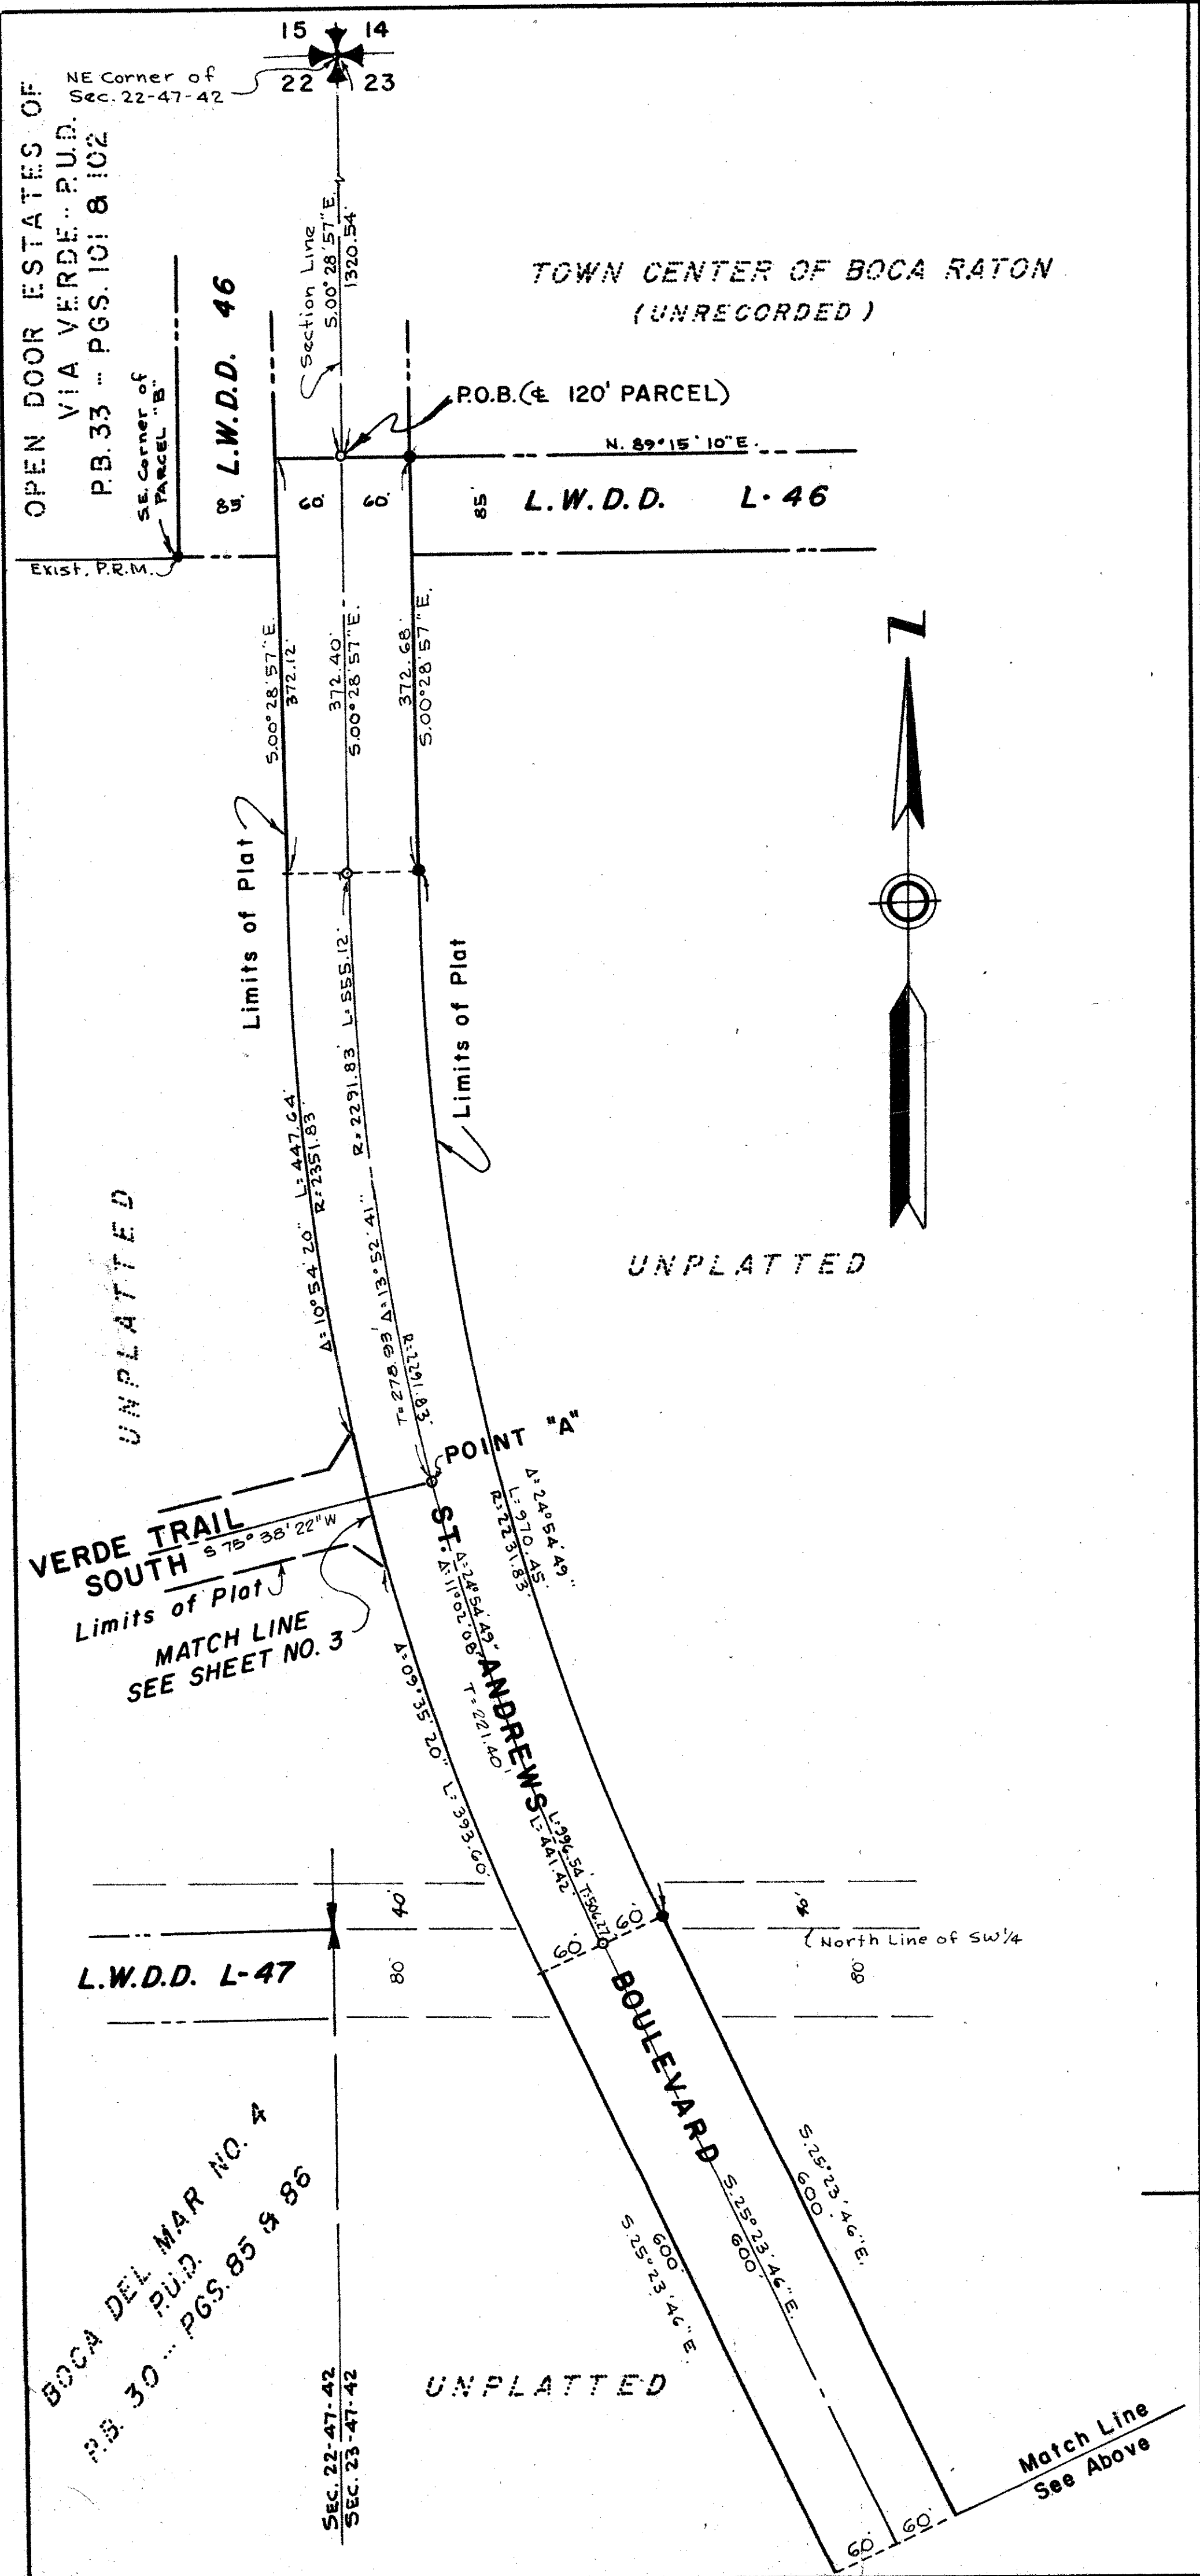 15 14
22 23
NE Corner of
Sec. 22-47-42
OPEN DOOR ESTATES OF
VIA VERDE -- P.U.D.
P.B. 33 -- PGS. 101 & 102
Section Line
S.00°28'57"E.
1320.54'
TOWN CENTER OF BOCA RATON
(UNRECORDED)
L.W.D.D. 46
S.E. Corner of
PARCEL "B"
P.O.B. (℄ 120' PARCEL)
N. 89°15'10"E.
85'
60'
60'
85'
L.W.D.D. L-46
Exist. P.R.M.
S.00°28'57"E.
372.12'
372.40'
S.00°28'57"E.
372.68'
S.00°28'57"E.
N
Limits of Plat
Limits of Plat
Δ=10°54'20" L=447.64'
R=2351.83'
R=2291.83' L=555.12'
T=278.93' Δ=13°52'41"
R=2291.83'
UNPLATTED
UNPLATTED
POINT "A"
VERDE TRAIL
SOUTH
S 75°38'22"W
Limits of Plat
MATCH LINE
SEE SHEET NO. 3
Δ=24°54'49"
L=970.45'
R=2231.83'
ST. ANDREWS BOULEVARD
Δ=24°54'49"
Δ=11°02'08"
T=221.40'
L=996.54' T=506.27'
L=441.42'
Δ=09°35'20" L=393.60'
40'
40'
60'
60'
North Line of SW 1/4
L.W.D.D. L-47
80'
80'
BOCA DEL MAR NO. 4
P.U.D.
P.B. 30 -- PGS. 85 & 86
S.25°23'46"E.
600'
S.25°23'46"E.
600'
600'
S.25°23'46"E.
SEC. 22-47-42
SEC. 23-47-42
UNPLATTED
Match Line
See Above
60'
60'